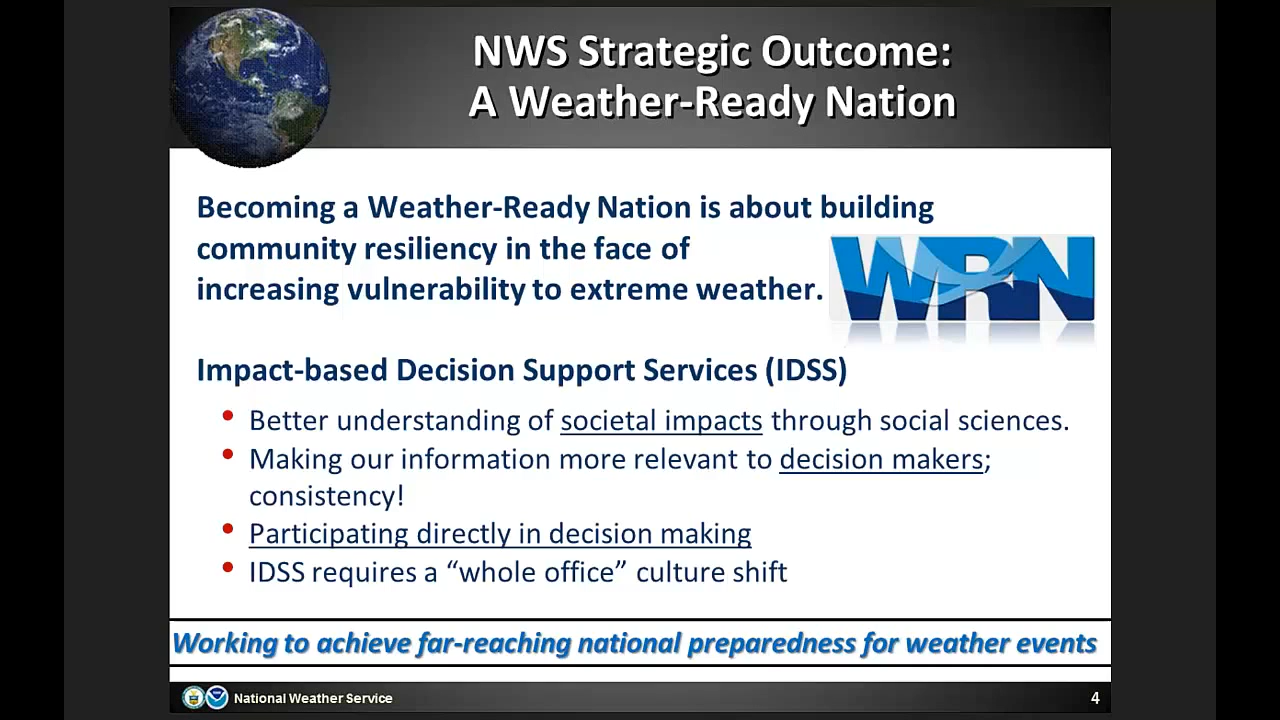 NWS Strategic Outcome:
A Weather-Ready Nation
Becoming a Weather-Ready Nation is about building
community resiliency in the face of
increasing vulnerability to extreme weather.
WRN
Impact-based Decision Support Services (IDSS)
• Better understanding of societal impacts through social sciences.
• Making our information more relevant to decision makers;
consistency!
• Participating directly in decision making
• IDSS requires a “whole office” culture shift
Working to achieve far-reaching national preparedness for weather events
National Weather Service
4